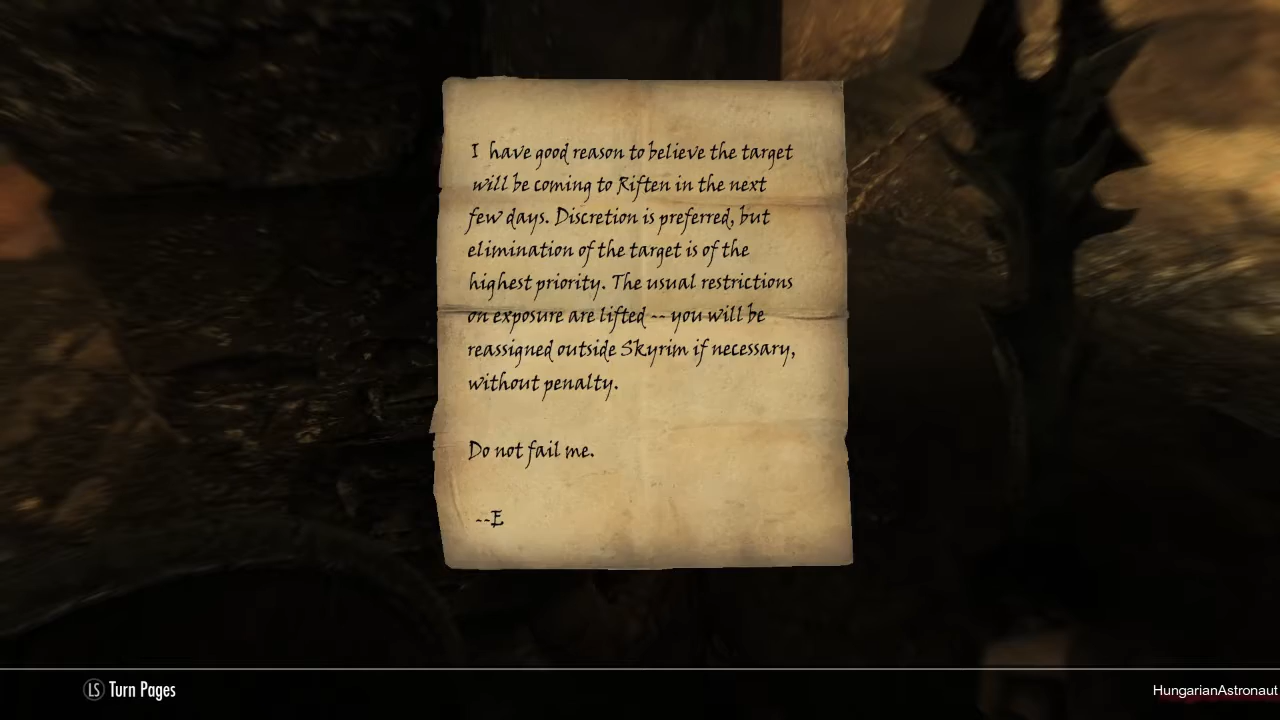 I have good reason to believe the target
will be coming to Riften in the next
few days. Discretion is preferred, but
elimination of the target is of the
highest priority. The usual restrictions
on exposure are lifted -- you will be
reassigned outside Skyrim if necessary,
without penalty.
Do not fail me.
--E
LS Turn Pages
HungarianAstronaut